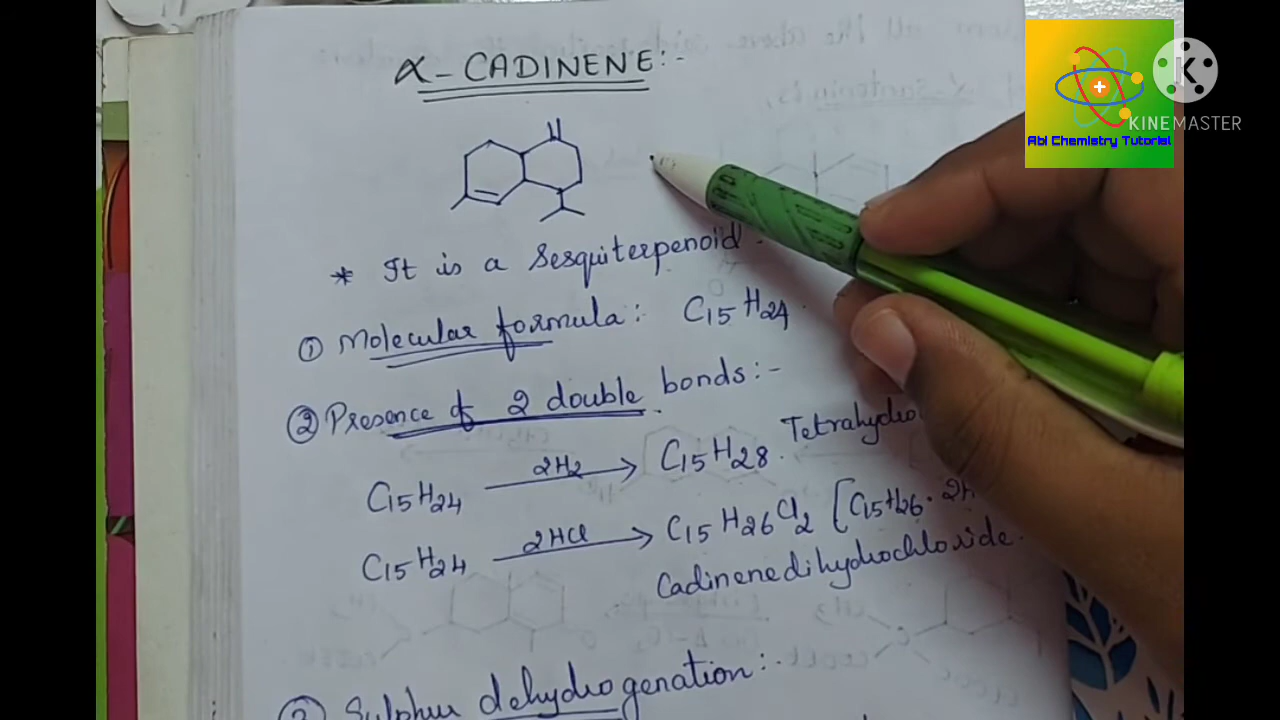 α-CADINENE:-
* It is a Sesquiterpenoid.
① Molecular formula: C15H24.
② Presence of 2 double bonds:-
C15H24 2H2→ C15H28. Tetrahydro
C15H24 2HCl→ C15H26Cl2 [C15H26·2H
Cadinenedihydrochloride.
③ Sulphur dehydrogenation:-
Abi Chemistry Tutorial
K
KINEMASTER